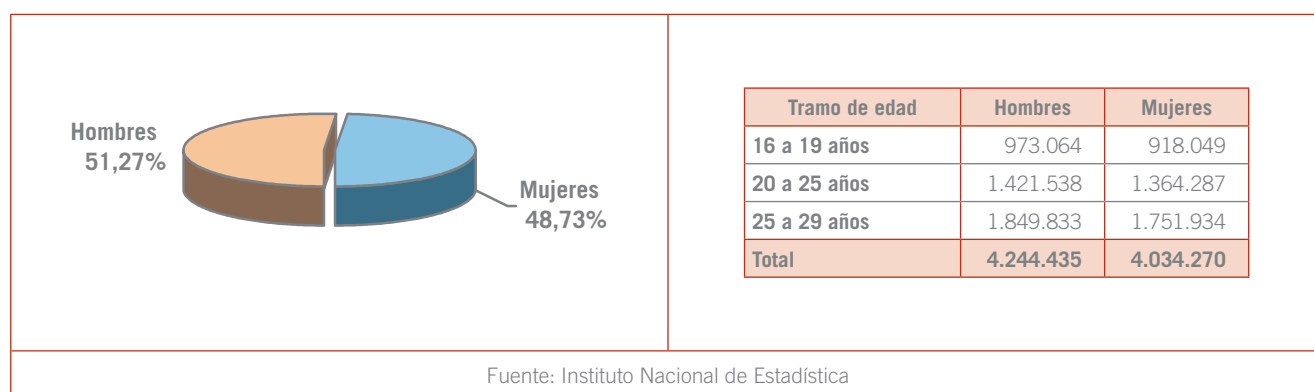 Hombres
51,27%
Mujeres
48,73%
Tramo de edad Hombres Mujeres
16 a 19 años 973.064 918.049
20 a 25 años 1.421.538 1.364.287
25 a 29 años 1.849.833 1.751.934
Total 4.244.435 4.034.270
Fuente: Instituto Nacional de Estadística